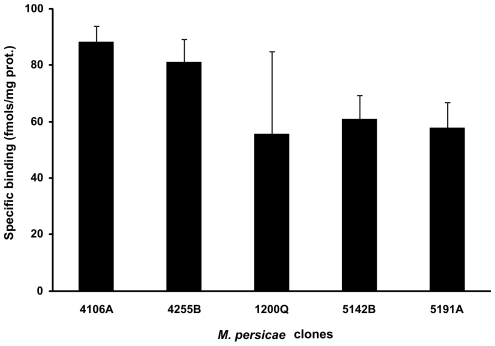 Specific binding (fmols/mg prot.)
100
80
60
40
20
0
4106A 4255B 1200Q 5142B 5191A
M. persicae clones